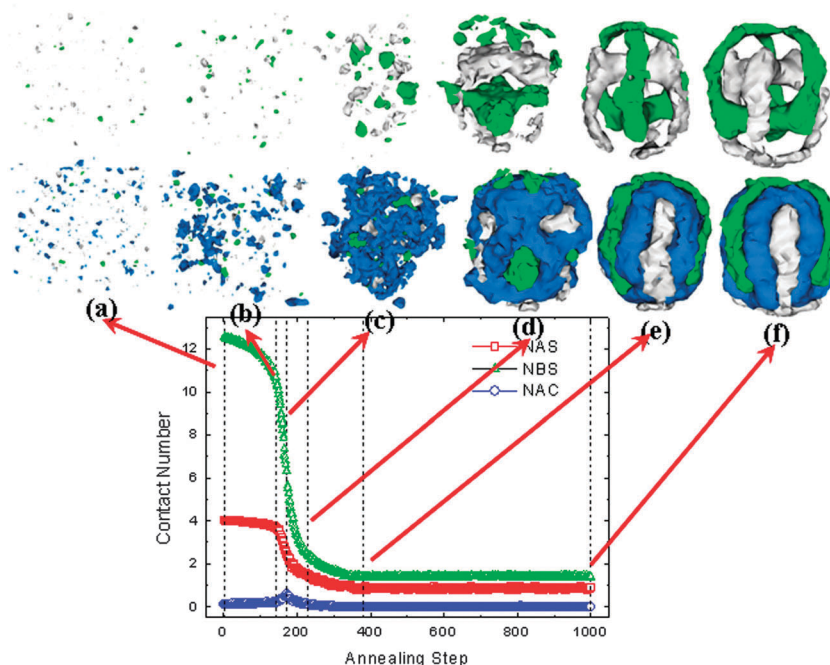 (a)
(b)
(c)
(d)
(e)
(f)
NAS
NBS
NAC
12
10
8
6
4
2
0
Contact Number
0
200
400
600
800
1000
Annealing Step